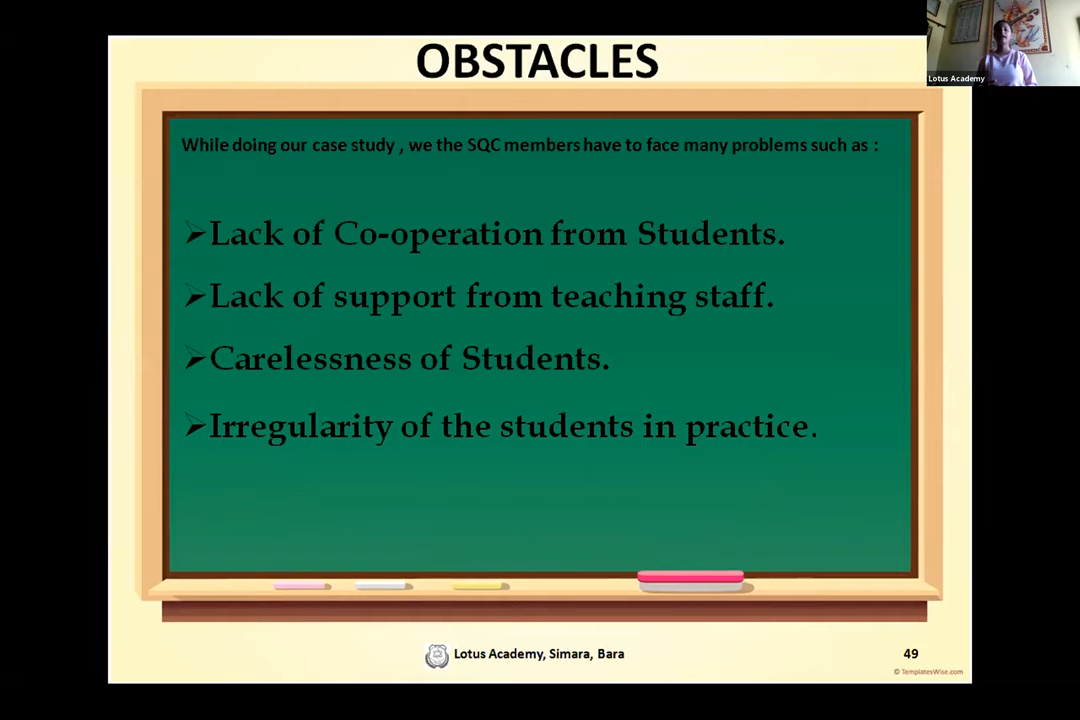 OBSTACLES
Lotus Academy
While doing our case study , we the SQC members have to face many problems such as :
➢Lack of Co-operation from Students.
➢Lack of support from teaching staff.
➢Carelessness of Students.
➢Irregularity of the students in practice.
Lotus Academy, Simara, Bara
49
© TemplatesWise.com